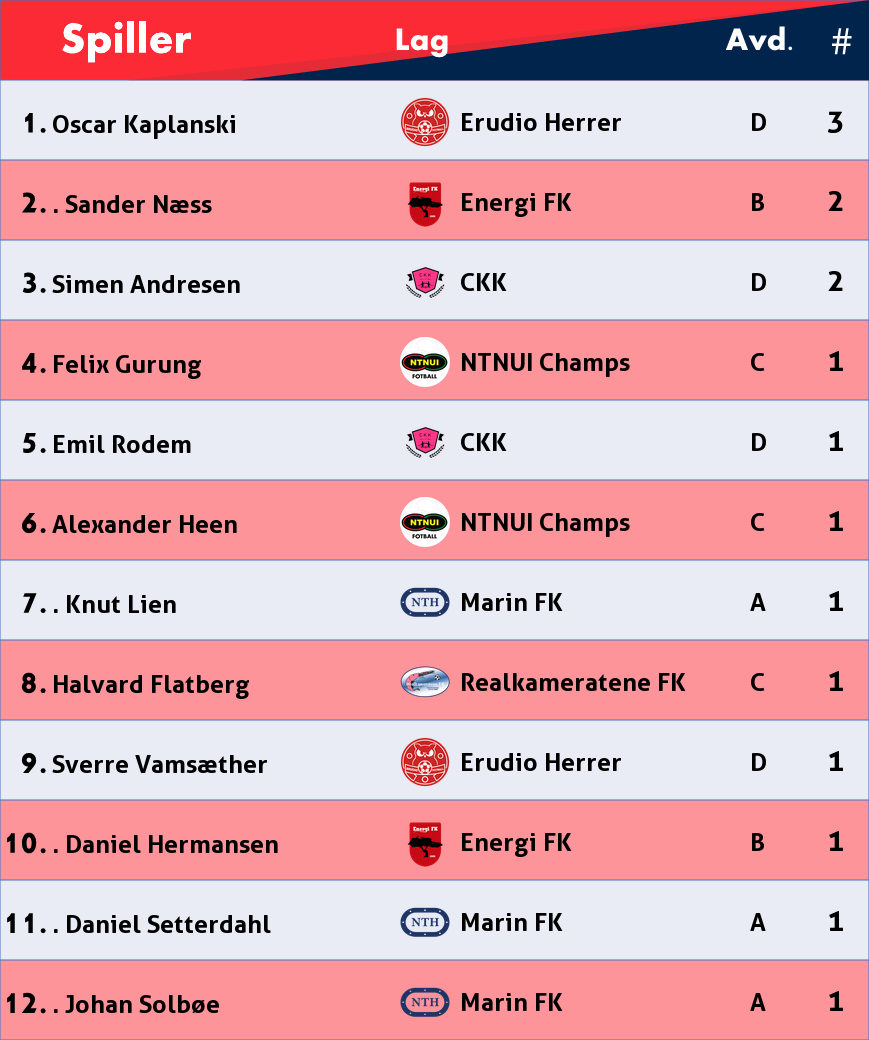 Spiller Lag Avd. #
1. Oscar Kaplanski Erudio Herrer D 3
2. . Sander Næss Energi FK Energi FK B 2
3. Simen Andresen CKK CKK D 2
4. Felix Gurung NTNUI FOTBALL NTNUI Champs C 1
5. Emil Rodem CKK CKK D 1
6. Alexander Heen NTNUI FOTBALL NTNUI Champs C 1
7. . Knut Lien NTH Marin FK A 1
8. Halvard Flatberg Realkameratene FK C 1
9. Sverre Vamsæther Erudio Herrer D 1
10. . Daniel Hermansen Energi FK Energi FK B 1
11. . Daniel Setterdahl NTH Marin FK A 1
12. . Johan Solbøe NTH Marin FK A 1